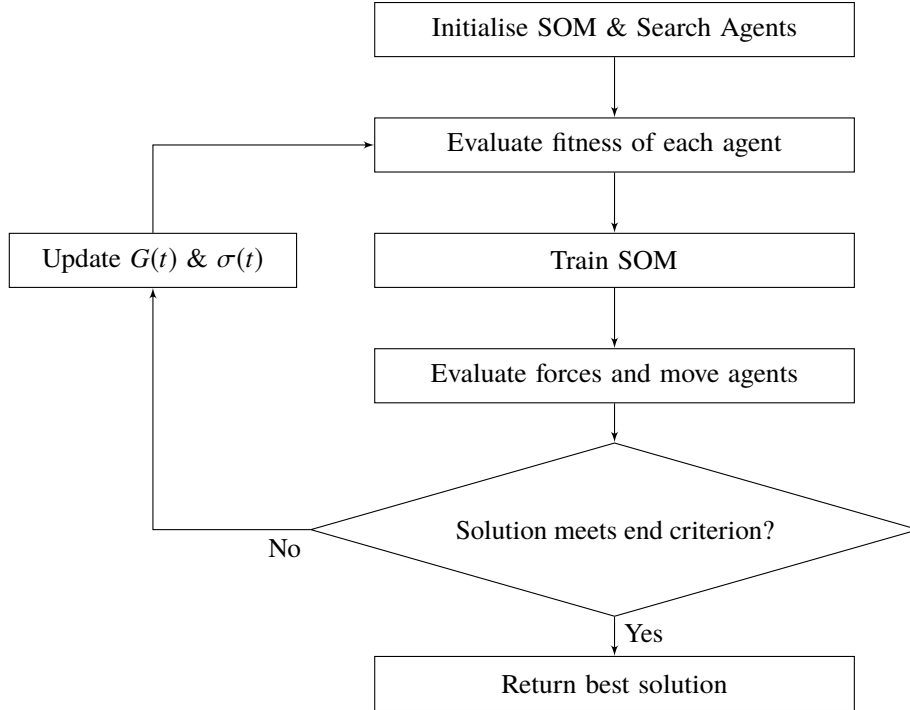 Initialise SOM & Search Agents
Evaluate fitness of each agent
Update G(t) & σ(t)
Train SOM
Evaluate forces and move agents
Solution meets end criterion?
No
Yes
Return best solution